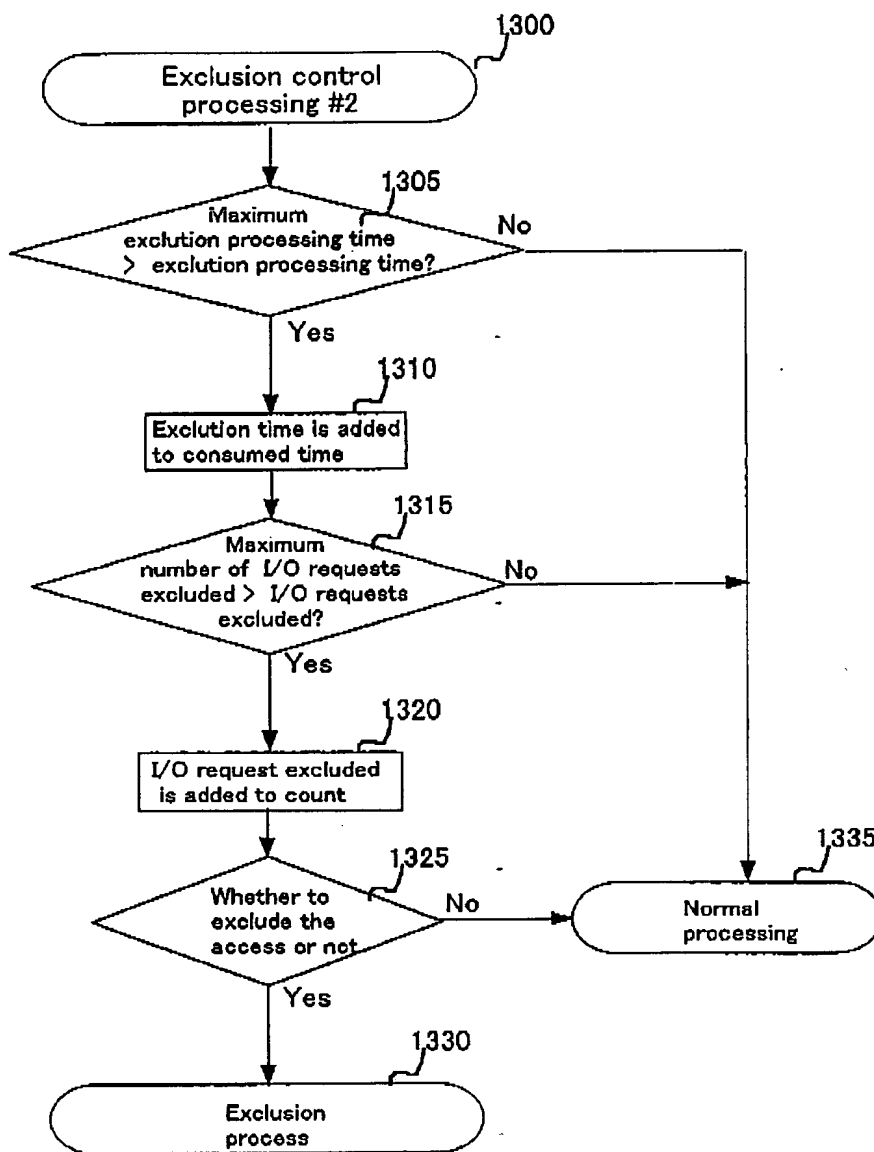 1300
Exclusion control
processing #2
1305
Maximum
exclution processing time
> exclution processing time?
No
Yes
1310
Exclution time is added
to consumed time
1315
Maximum
number of I/O requests
excluded > I/O requests
excluded?
No
Yes
1320
I/O request excluded
is added to count
1325
Whether to
exclude the
access or not
No
1335
Normal
processing
Yes
1330
Exclusion
process